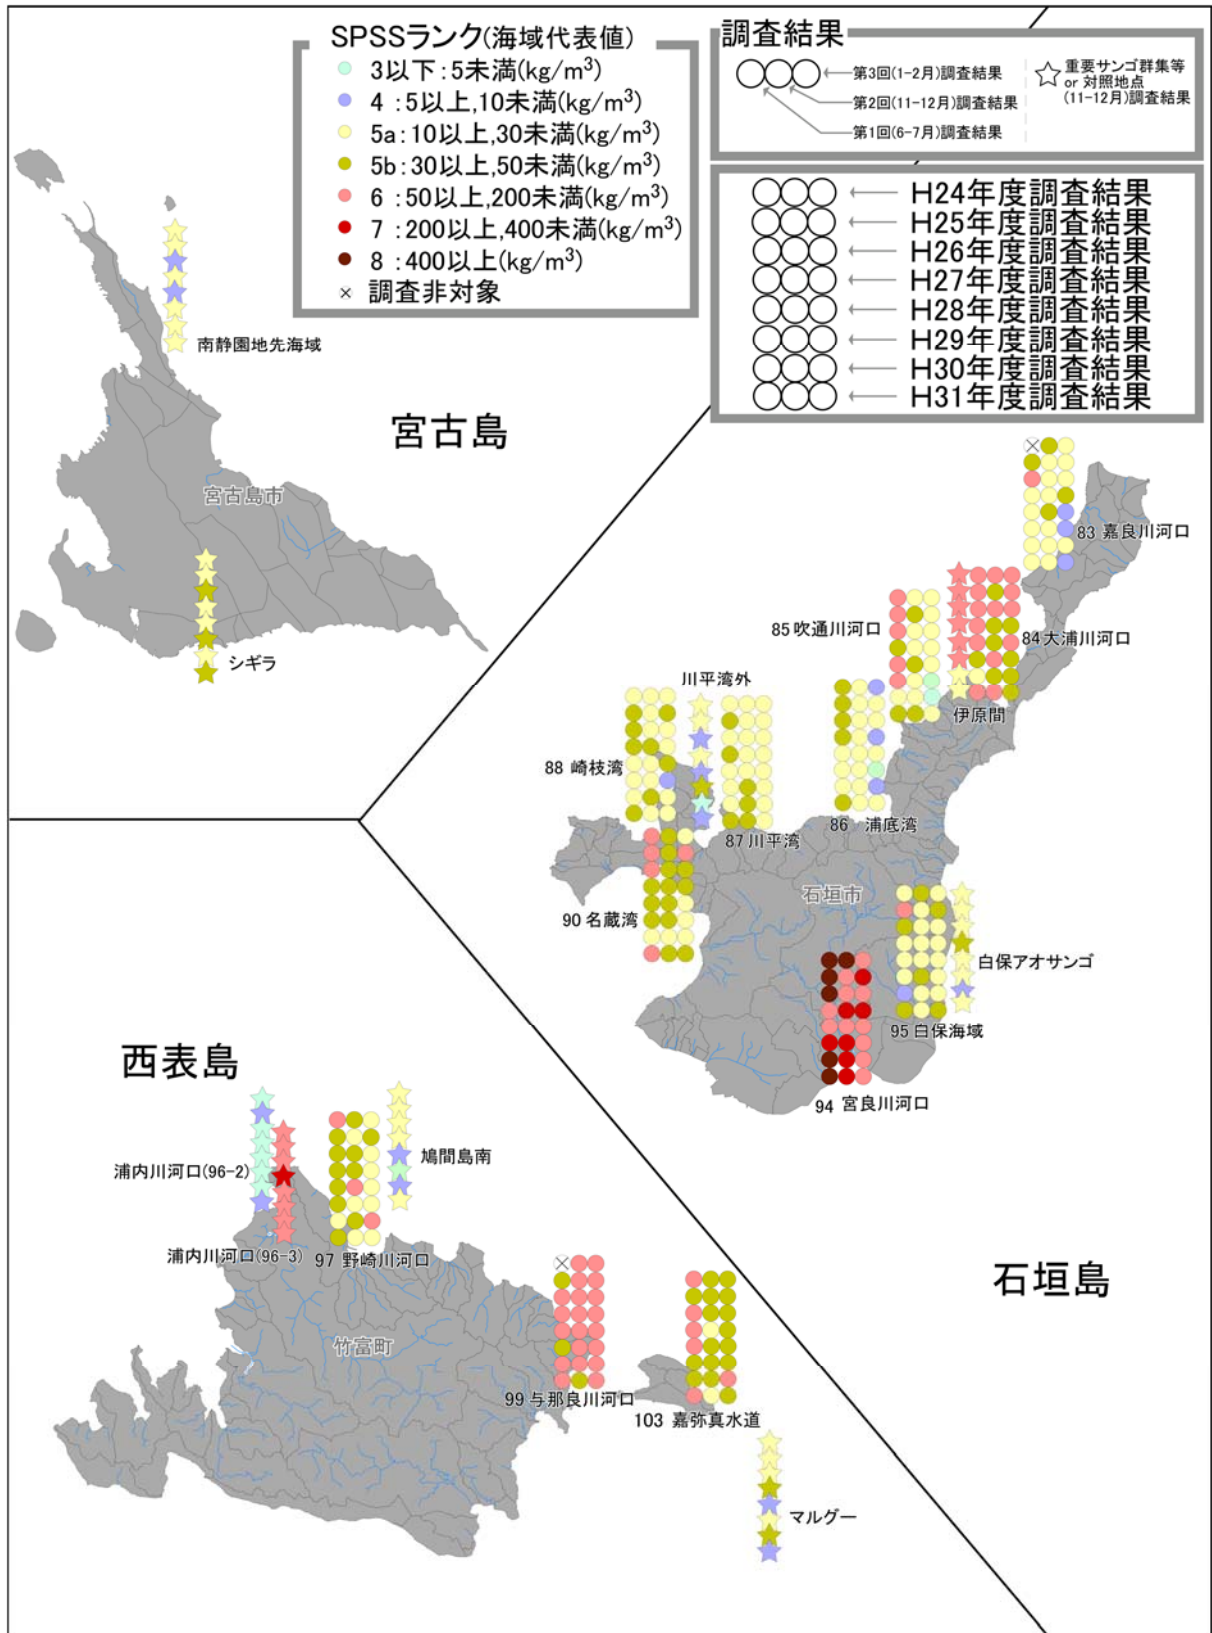 SPSSランク(海域代表値)
3以下:5未満(kg/m³)
4 :5以上,10未満(kg/m³)
5a:10以上,30未満(kg/m³)
5b:30以上,50未満(kg/m³)
6 :50以上,200未満(kg/m³)
7 :200以上,400未満(kg/m³)
8 :400以上(kg/m³)
調査非対象
調査結果
第3回(1-2月)調査結果
第2回(11-12月)調査結果
第1回(6-7月)調査結果
重要サンゴ群集等
or 対照地点
(11-12月)調査結果
H24年度調査結果
H25年度調査結果
H26年度調査結果
H27年度調査結果
H28年度調査結果
H29年度調査結果
H30年度調査結果
H31年度調査結果
南静園地先海域
宮古島
宮古島市
シギラ
83 嘉良川河口
85 吹通川河口
84 大浦川河口
伊原間
川平湾外
88 崎枝湾
87 川平湾
86 浦底湾
石垣市
90 名蔵湾
白保アオサンゴ
95 白保海域
94 宮良川河口
石垣島
西表島
浦内川河口(96-2)
鳩間島南
浦内川河口(96-3)
97 野崎川河口
竹富町
99 与那良川河口
103 嘉弥真水道
マルグー